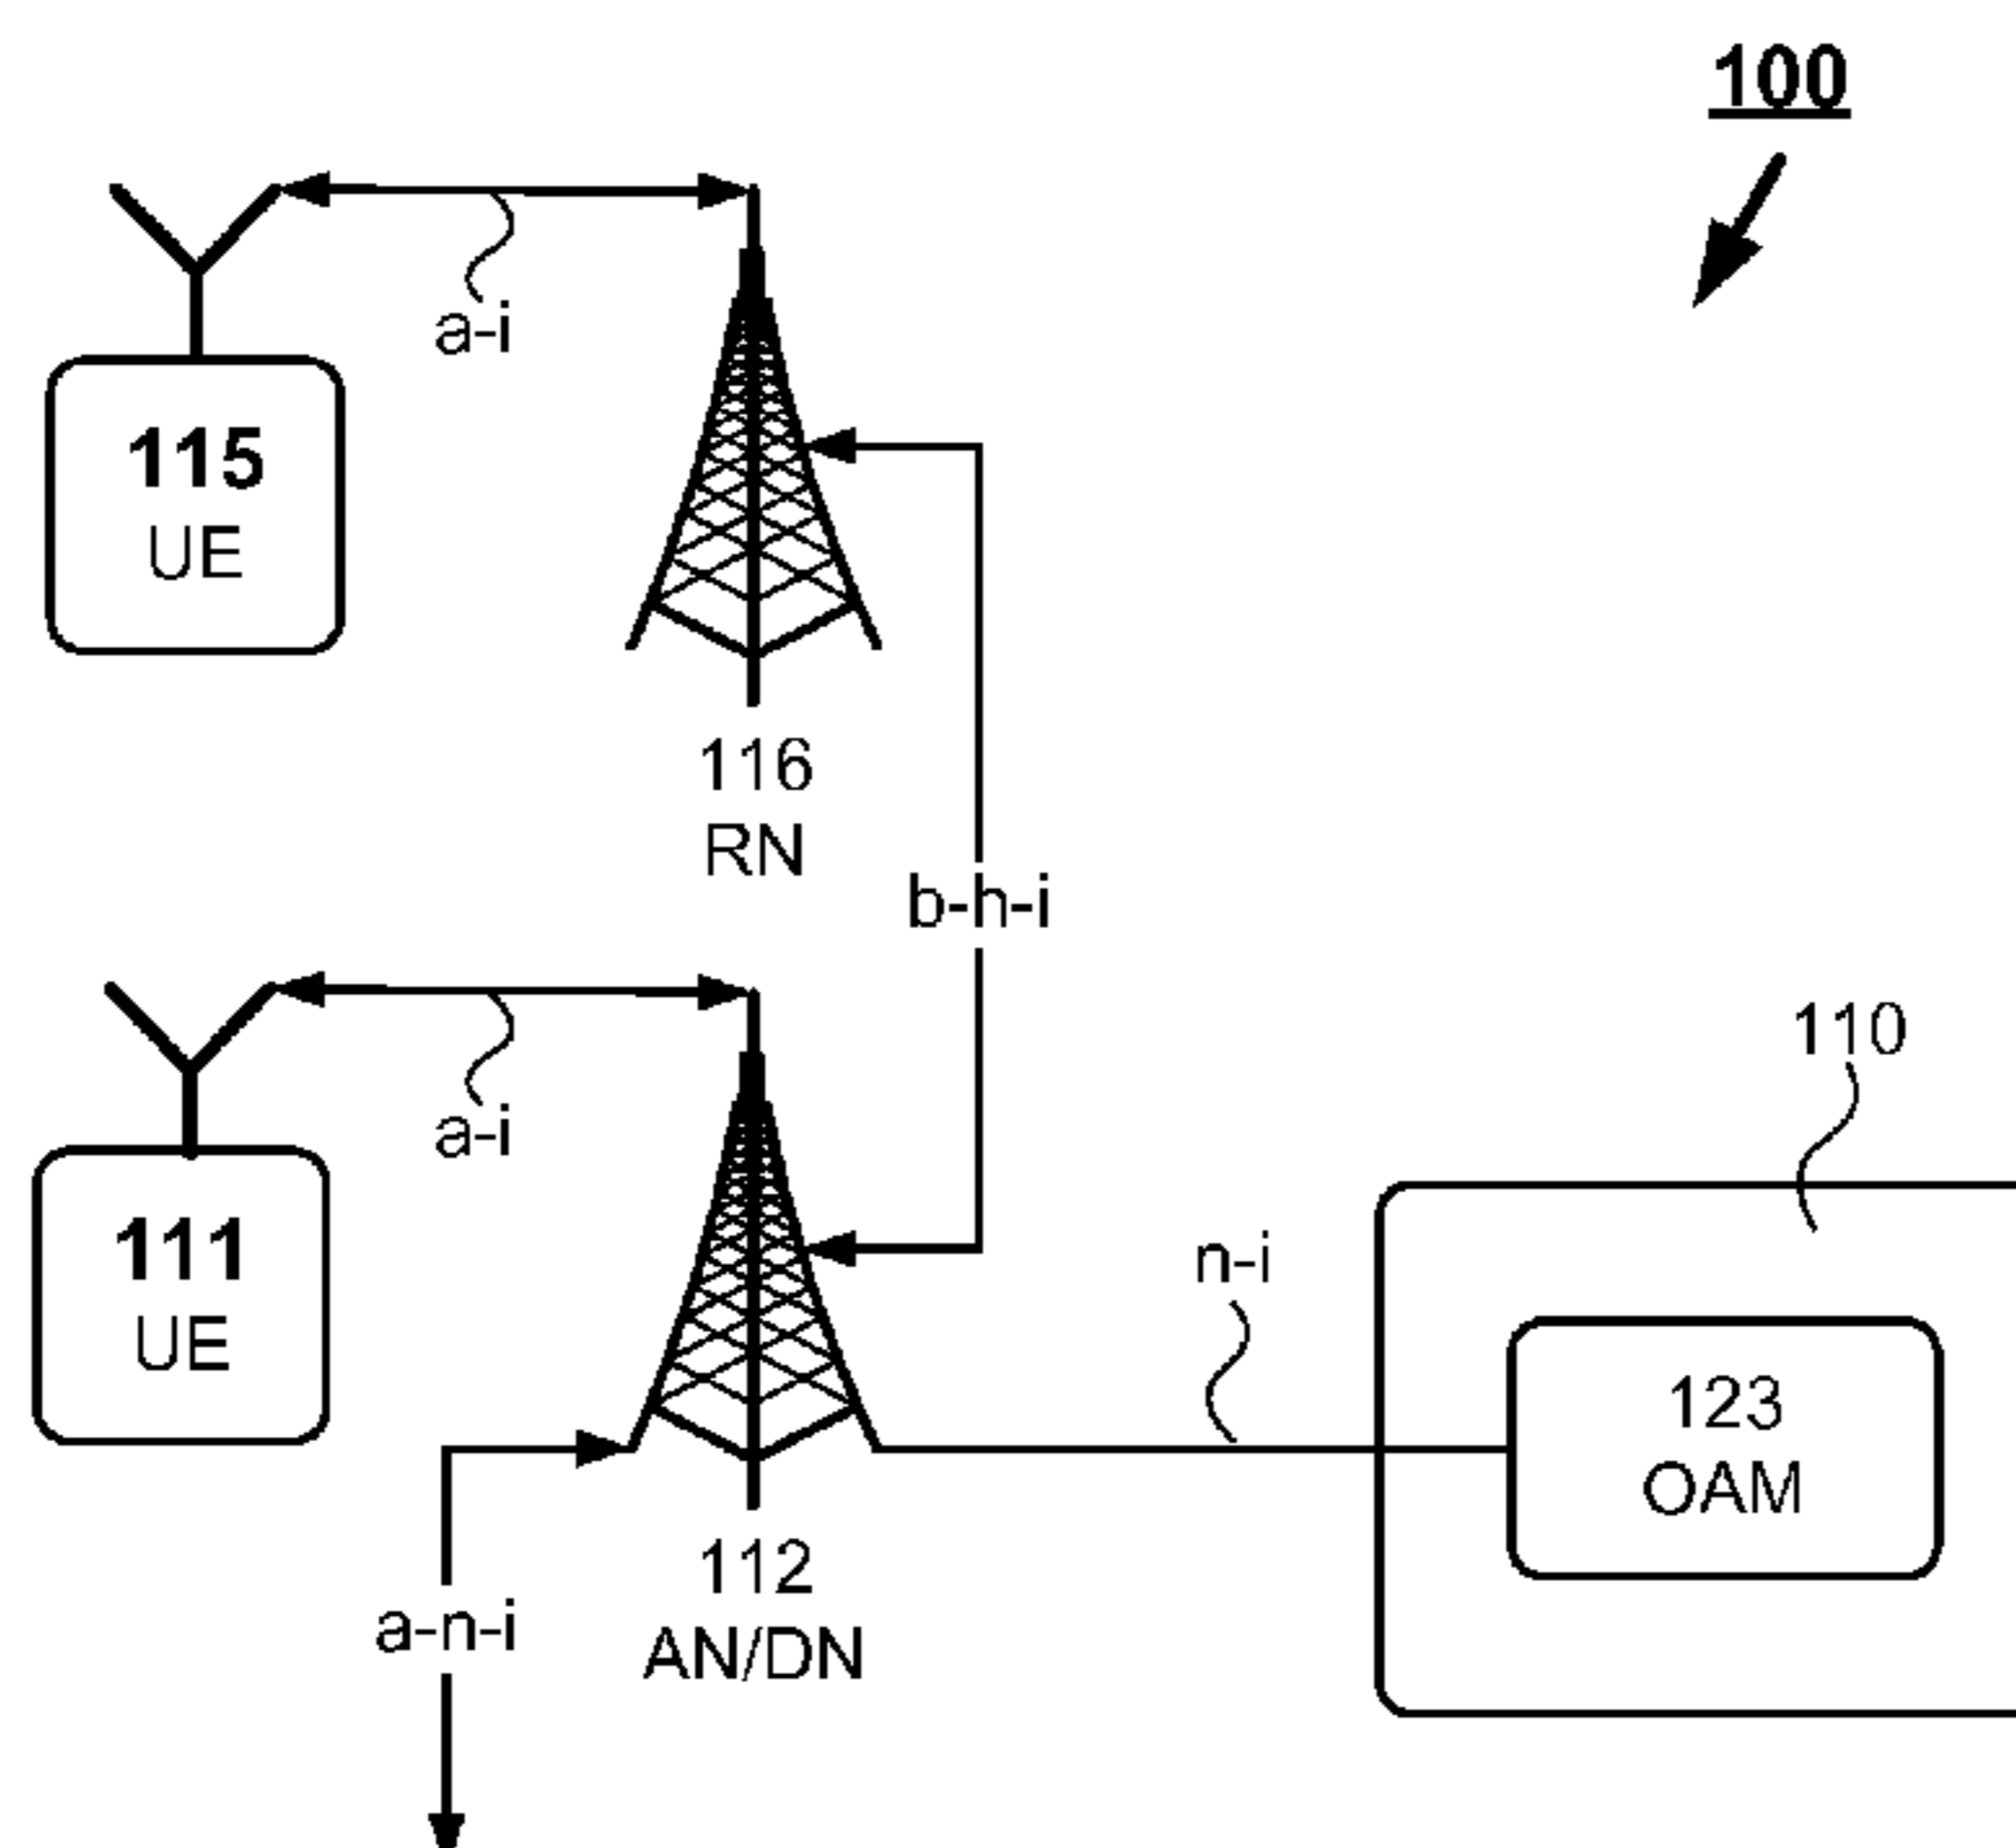 100
a-i
115
UE
116
RN
b-h-i
a-i
110
111
UE
n-i
123
OAM
112
AN/DN
a-n-i